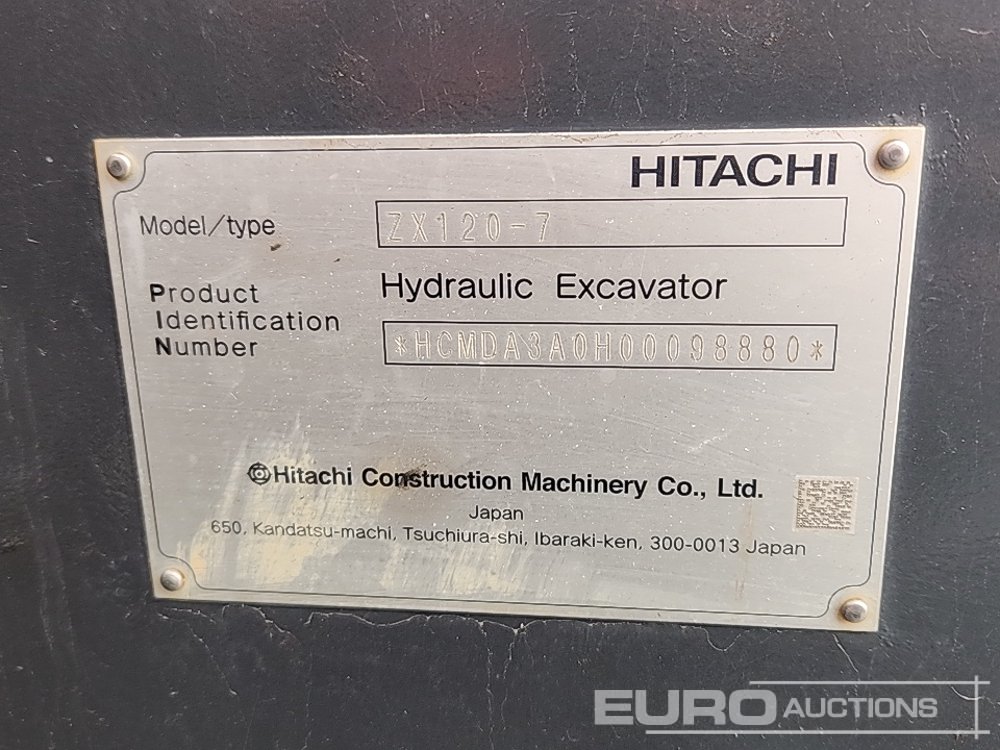 HITACHI
Model/type ZX120-7
Hydraulic Excavator
Product
Identification
Number *HCMDA3A0H00098880*
Hitachi Construction Machinery Co., Ltd.
Japan
650, Kandatsu-machi, Tsuchiura-shi, Ibaraki-ken, 300-0013 Japan
EURO AUCTIONS